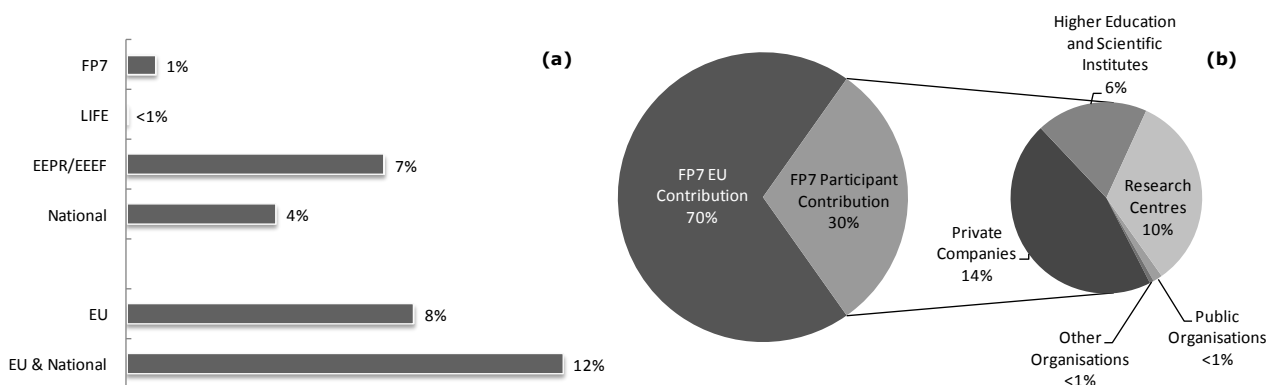 (a)
FP7 1%
LIFE <1%
EEPR/EEEF 7%
National 4%
EU 8%
EU & National 12%
(b)
FP7 EU
Contribution
70%
FP7 Participant
Contribution
30%
Higher Education
and Scientific
Institutes
6%
Research
Centres
10%
Private
Companies
14%
Other
Organisations
<1%
Public
Organisations
<1%